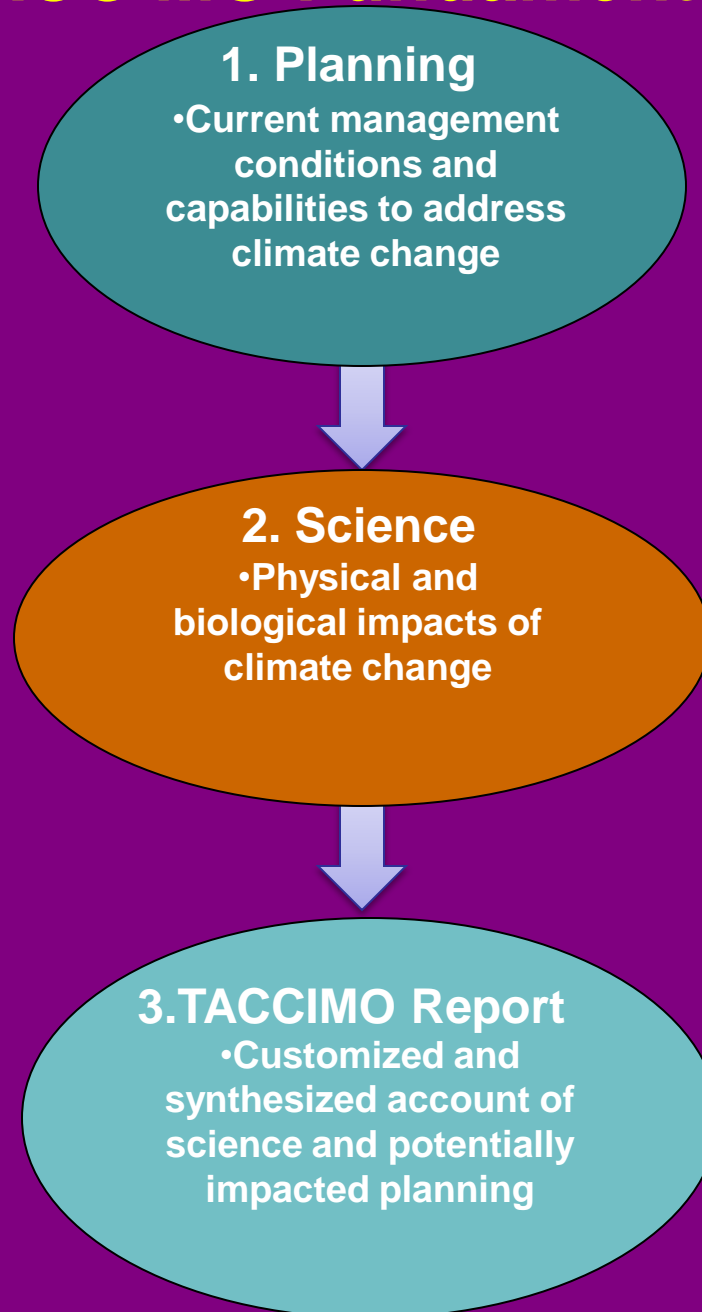 1. Planning
•Current management
conditions and
capabilities to address
climate change
2. Science
•Physical and
biological impacts of
climate change
3.TACCIMO Report
•Customized and
synthesized account of
science and potentially
impacted planning